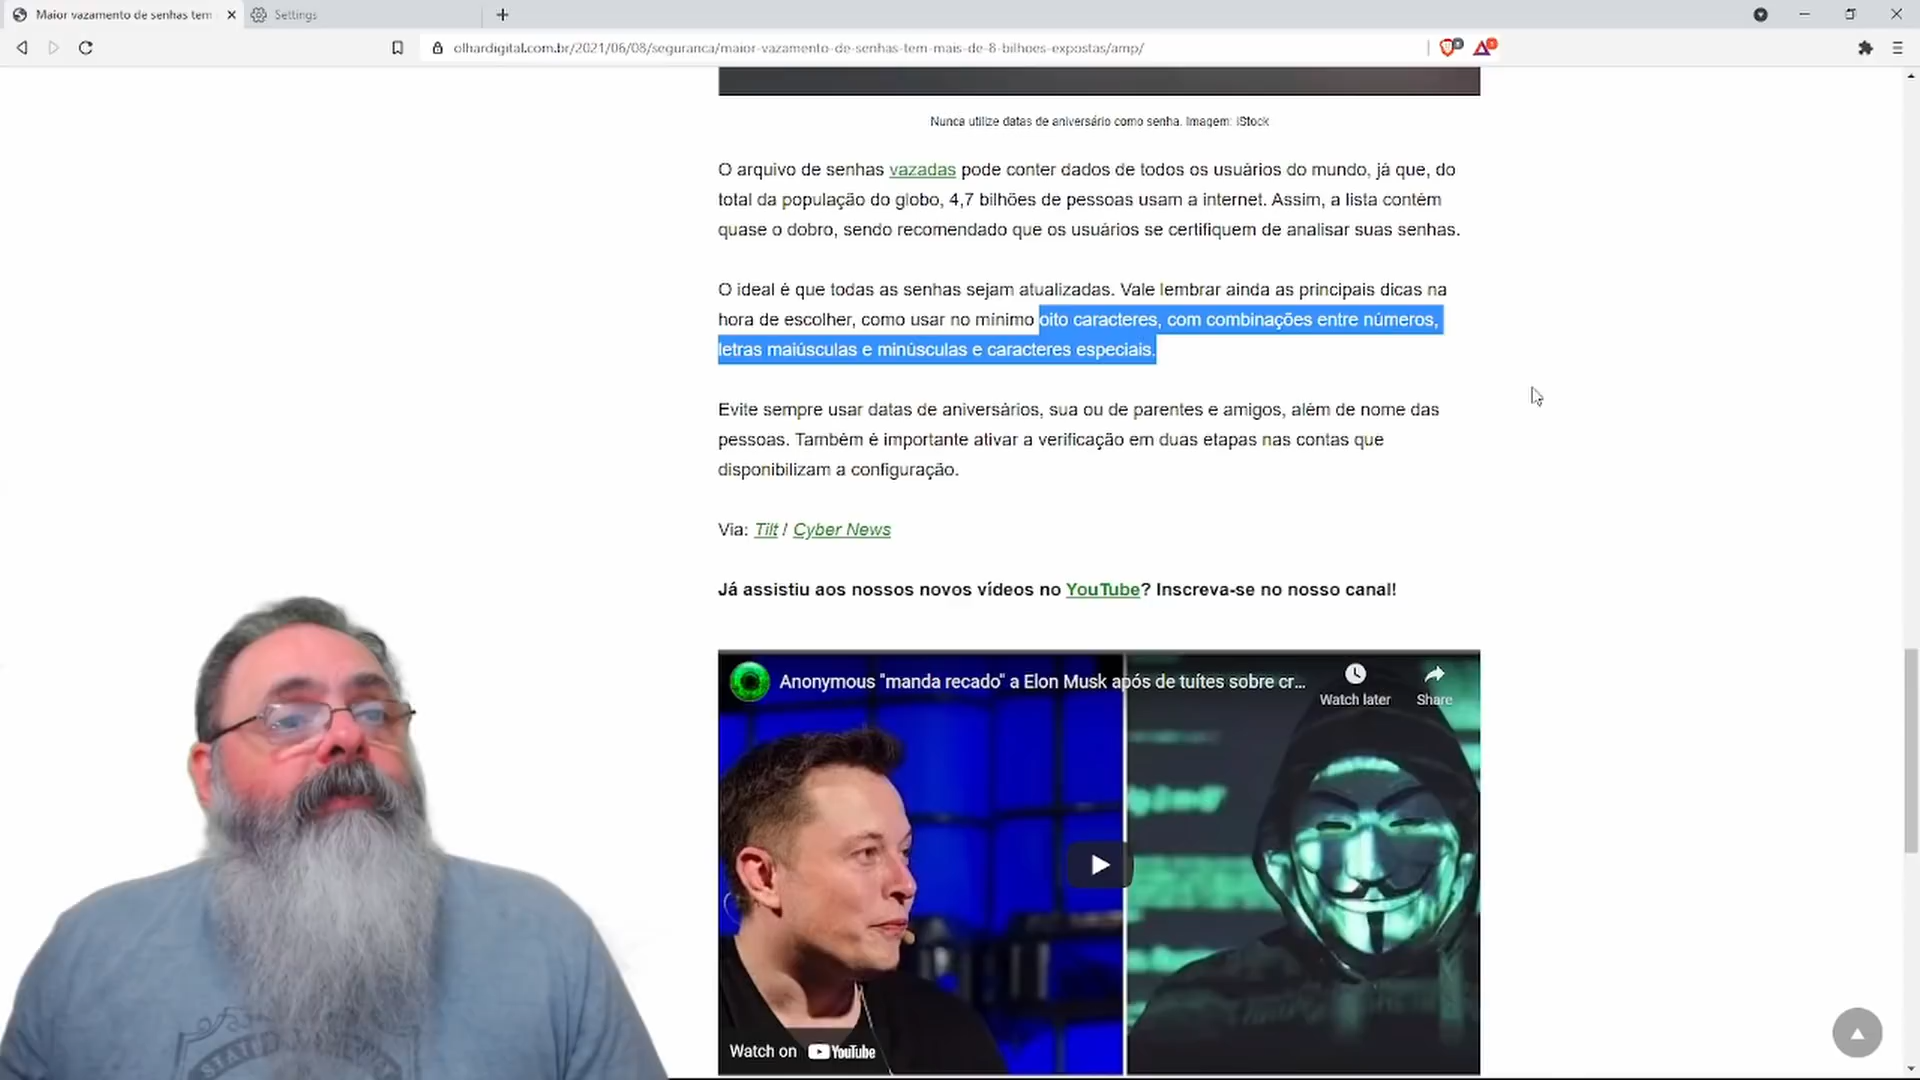 Maior vazamento de senhas tem
Settings
olhardigital.com.br/2021/06/08/seguranca/maior-vazamento-de-senhas-tem-mais-de-8-bilhoes-expostas/amp/
Nunca utilize datas de aniversário como senha. Imagem: iStock
O arquivo de senhas vazadas pode conter dados de todos os usuários do mundo, já que, do
total da população do globo, 4,7 bilhões de pessoas usam a internet. Assim, a lista contém
quase o dobro, sendo recomendado que os usuários se certifiquem de analisar suas senhas.
O ideal é que todas as senhas sejam atualizadas. Vale lembrar ainda as principais dicas na
hora de escolher, como usar no mínimo oito caracteres, com combinações entre números,
letras maiúsculas e minúsculas e caracteres especiais.
Evite sempre usar datas de aniversários, sua ou de parentes e amigos, além de nome das
pessoas. Também é importante ativar a verificação em duas etapas nas contas que
disponibilizam a configuração.
Via: Tilt / Cyber News
Já assistiu aos nossos novos vídeos no YouTube? Inscreva-se no nosso canal!
Anonymous "manda recado" a Elon Musk após de tuítes sobre cr...
Watch later
Share
Watch on YouTube